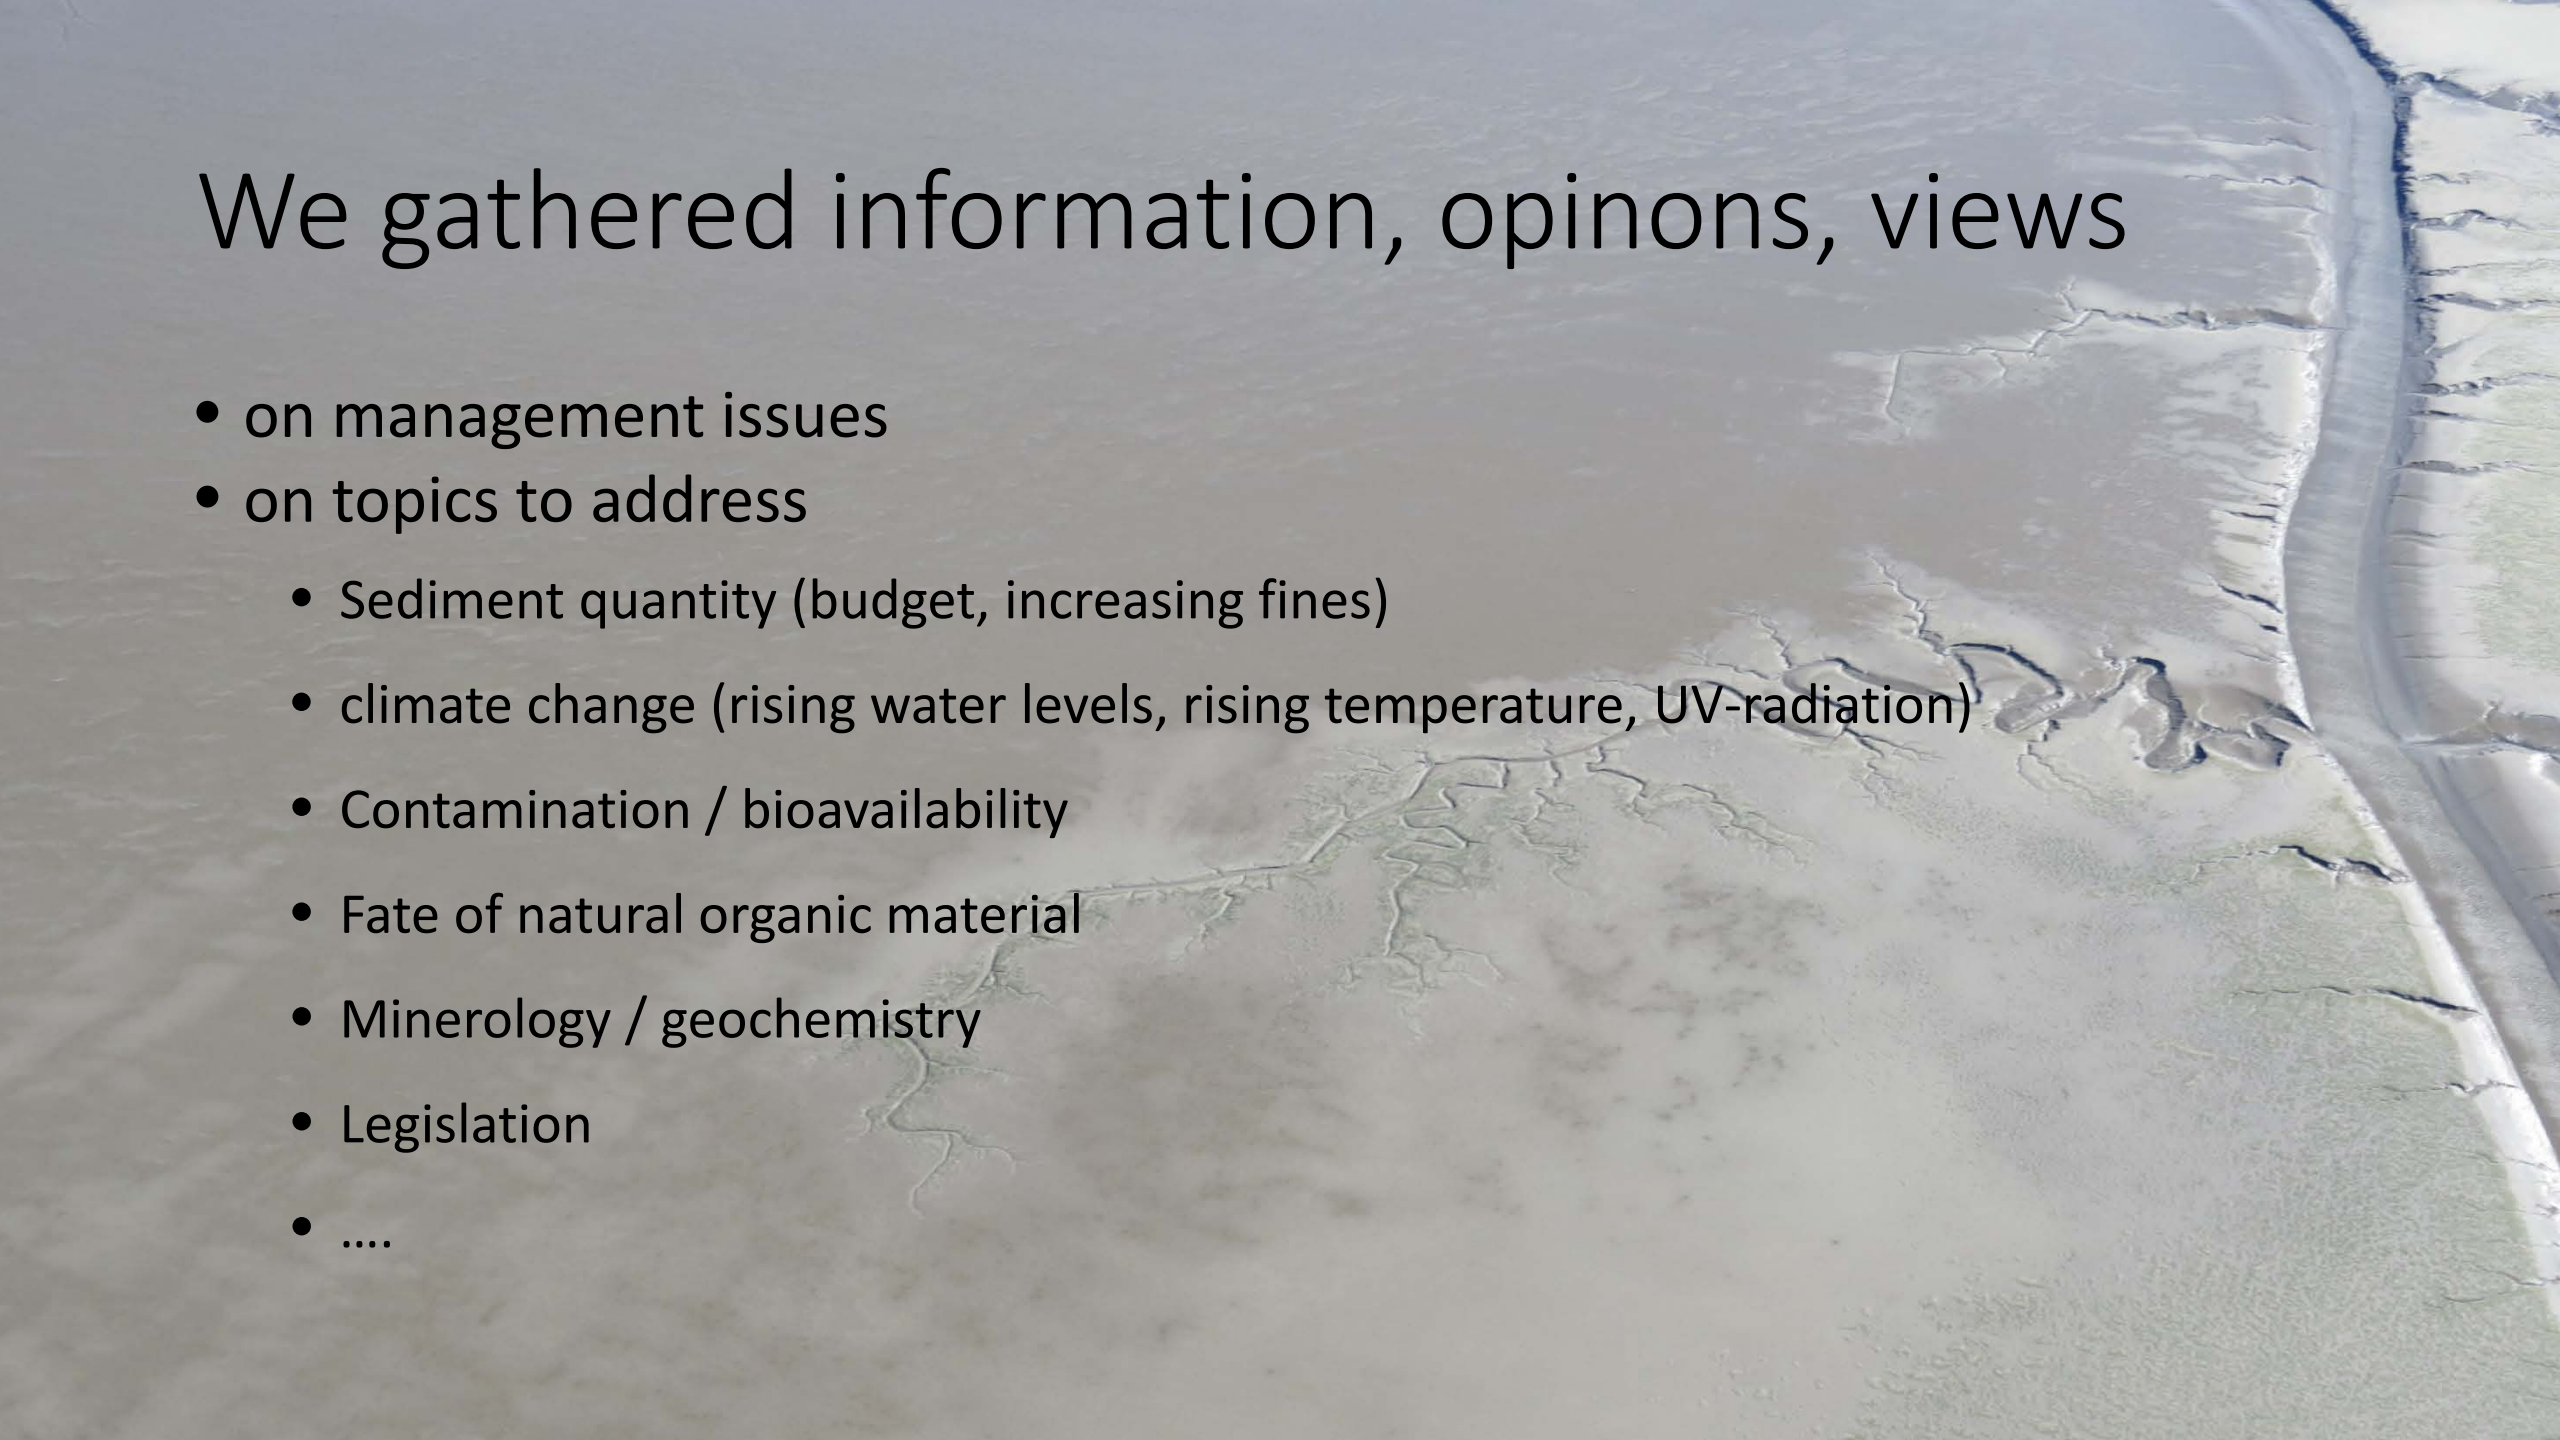 We gathered information, opinons, views
• on management issues
• on topics to address
• Sediment quantity (budget, increasing fines)
• climate change (rising water levels, rising temperature, UV-radiation)
• Contamination / bioavailability
• Fate of natural organic material
• Minerology / geochemistry
• Legislation
• ....